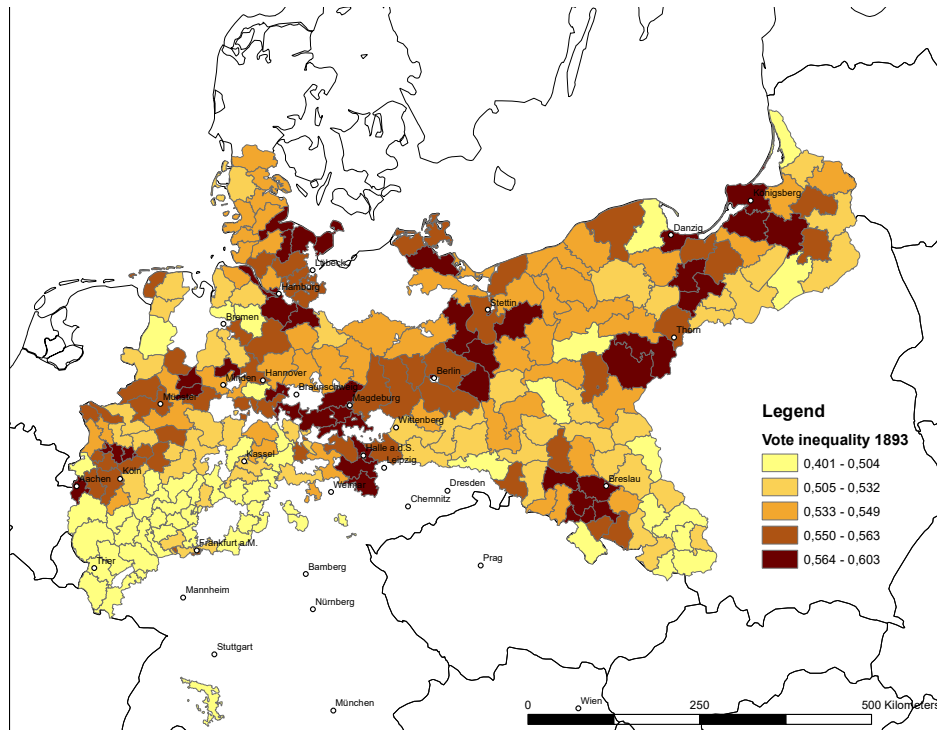 Königsberg
Danzig
Lübeck
Hamburg
Stettin
Bremen
Thorn
Berlin
Hannover
Minden
Braunschweig
Magdeburg
Münster
Wittenberg
Halle a.d.S.
Kassel
Leipzig
Köln
Aachen
Breslau
Dresden
Chemnitz
Frankfurt a.M.
Trier
Bamberg
Prag
Mannheim
Nürnberg
Stuttgart
München
Wien
Legend
Vote inequality 1893
0,401 - 0,504
0,505 - 0,532
0,533 - 0,549
0,550 - 0,563
0,564 - 0,603
0 250 500 Kilometers